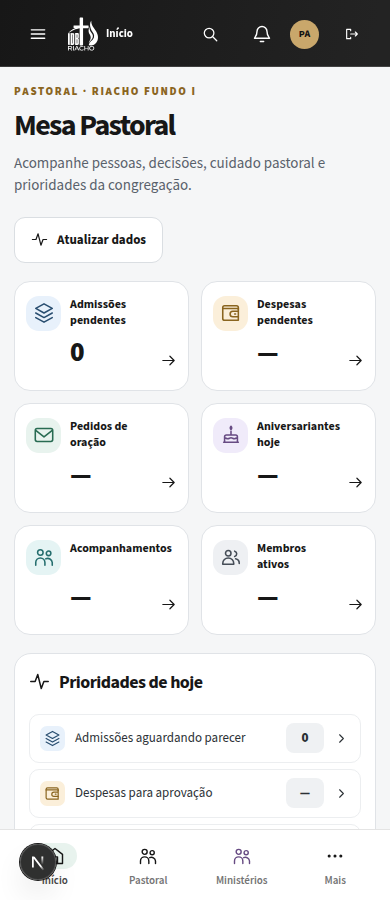 IDB
RIACHO
Início
PA
PASTORAL · RIACHO FUNDO I
Mesa Pastoral
Acompanhe pessoas, decisões, cuidado pastoral e
prioridades da congregação.
Atualizar dados
Admissões
pendentes
0
Despesas
pendentes
—
Pedidos de
oração
—
Aniversariantes
hoje
—
Acompanhamentos
—
Membros
ativos
—
Prioridades de hoje
Admissões aguardando parecer
0
Despesas para aprovação
—
N
Início
Pastoral
Ministérios
Mais